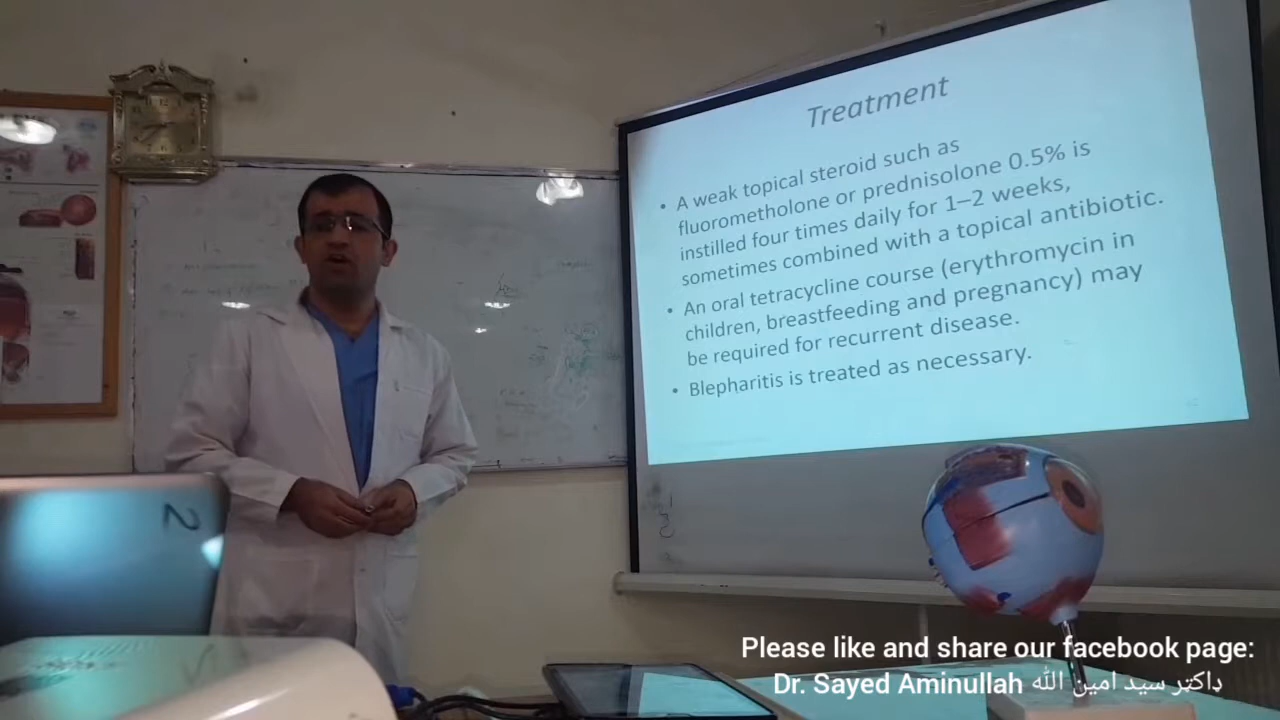 Treatment
• A weak topical steroid such as
fluorometholone or prednisolone 0.5% is
instilled four times daily for 1–2 weeks,
sometimes combined with a topical antibiotic.
• An oral tetracycline course (erythromycin in
children, breastfeeding and pregnancy) may
be required for recurrent disease.
• Blepharitis is treated as necessary.
2
Please like and share our facebook page:
Dr. Sayed Aminullah ډاکټر سید امین الله